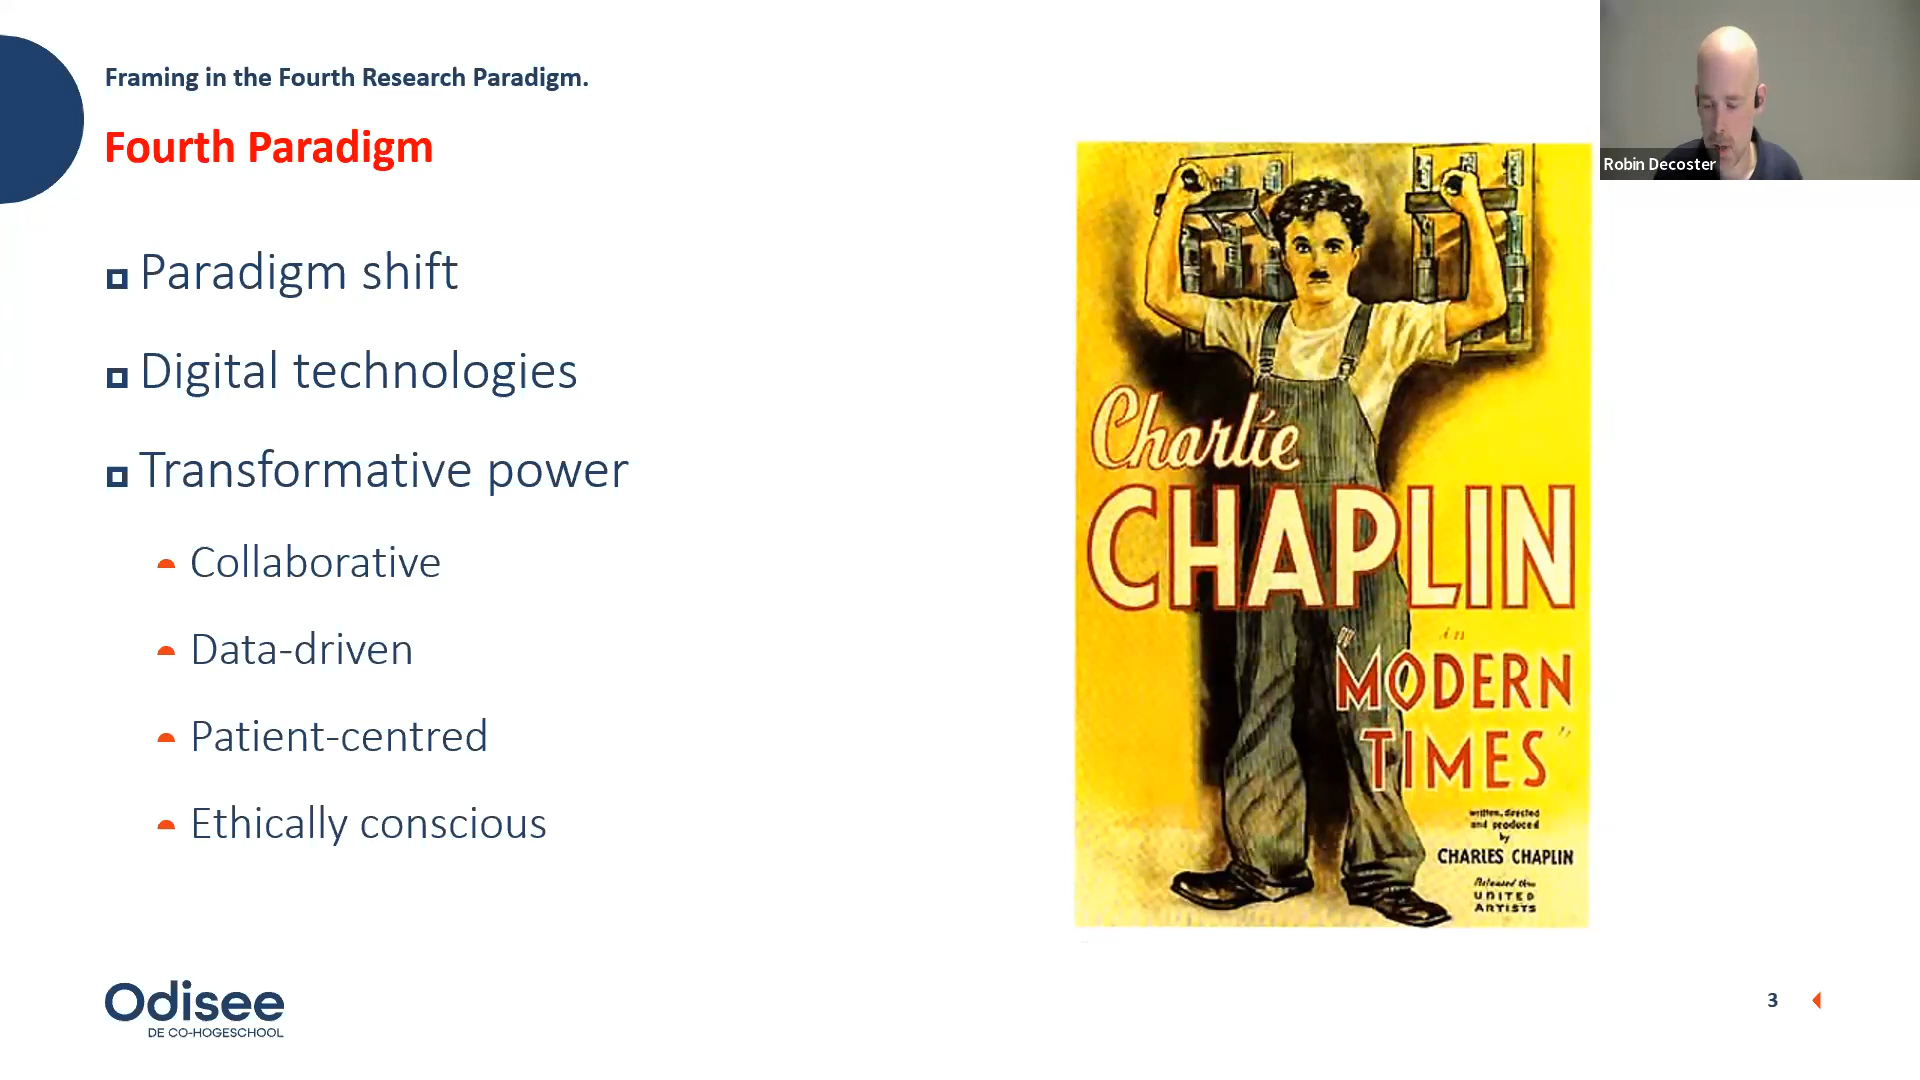 Framing in the Fourth Research Paradigm.
Fourth Paradigm
Paradigm shift
Digital technologies
Transformative power
Collaborative
Data-driven
Patient-centred
Ethically conscious
Charlie
CHAPLIN
in
"MODERN
TIMES"
written, directed
and produced
by
CHARLES CHAPLIN
Released thru
UNITED
ARTISTS
Robin Decoster
Odisee
DE CO-HOGESCHOOL
3